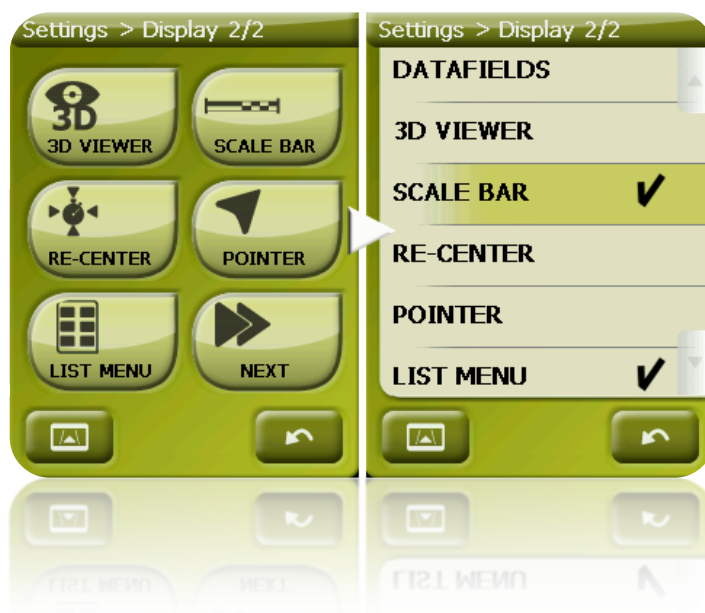 Settings > Display 2/2
3D
3D VIEWER
SCALE BAR
RE-CENTER
POINTER
LIST MENU
NEXT
Settings > Display 2/2
DATAFIELDS
3D VIEWER
SCALE BAR
RE-CENTER
POINTER
LIST MENU